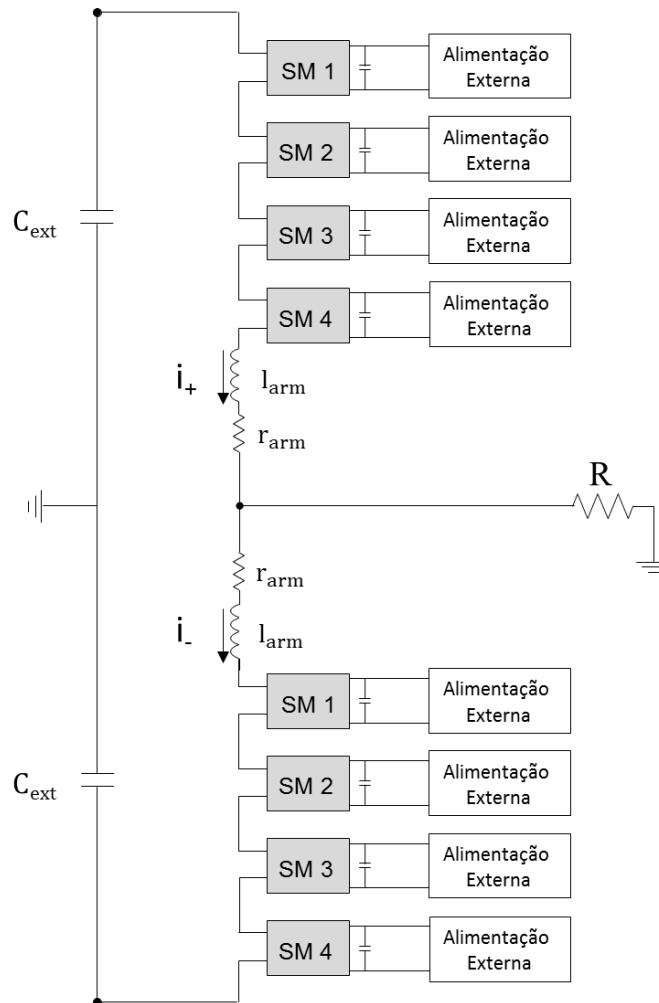 SM 1
Alimentação
Externa
SM 2
Alimentação
Externa
C_ext
SM 3
Alimentação
Externa
SM 4
Alimentação
Externa
i_+
l_arm
r_arm
R
r_arm
i_-
l_arm
SM 1
Alimentação
Externa
C_ext
SM 2
Alimentação
Externa
SM 3
Alimentação
Externa
SM 4
Alimentação
Externa